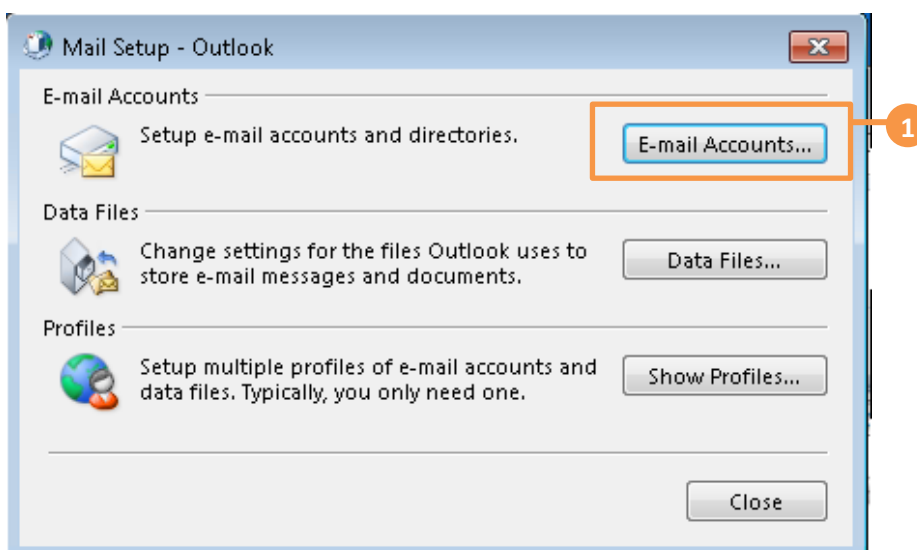 Mail Setup - Outlook
E-mail Accounts
Setup e-mail accounts and directories.
E-mail Accounts...
1
Data Files
Change settings for the files Outlook uses to
store e-mail messages and documents.
Data Files...
Profiles
Setup multiple profiles of e-mail accounts and
data files. Typically, you only need one.
Show Profiles...
Close